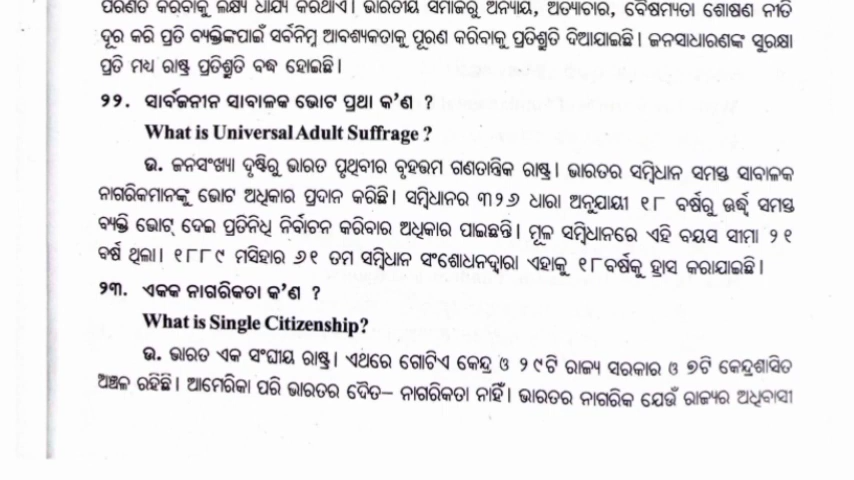 ପରିଣତ କରିବାକୁ ଲକ୍ଷ୍ୟ ଧାର୍ଯ୍ୟ କରିଥାଏ। ଭାରତୀୟ ସମାଜରୁ ଅନ୍ୟାୟ, ଅତ୍ୟାଚାର, ବୈଷମ୍ୟତା ଶୋଷଣ ନୀତି
ଦୂର କରି ପ୍ରତି ବ୍ୟକ୍ତିଙ୍କପାଇଁ ସର୍ବନିମ୍ନ ଆବଶ୍ୟକତାକୁ ପୂରଣ କରିବାକୁ ପ୍ରତିଶ୍ରୁତି ଦିଆଯାଇଛି। ଜନସାଧାରଣଙ୍କ ସୁରକ୍ଷା
ପ୍ରତି ମଧ୍ୟ ରାଷ୍ଟ୍ର ପ୍ରତିଶ୍ରୁତି ବଦ୍ଧ ହୋଇଛି।
୨୨. ସାର୍ବଜନୀନ ସାବାଳକ ଭୋଟ ପ୍ରଥା କ'ଣ ?
What is Universal Adult Suffrage ?
ଉ. ଜନସଂଖ୍ୟା ଦୃଷ୍ଟିରୁ ଭାରତ ପୃଥିବୀର ବୃହତ୍ତମ ଗଣତାନ୍ତ୍ରିକ ରାଷ୍ଟ୍ର। ଭାରତର ସମ୍ବିଧାନ ସମସ୍ତ ସାବାଳକ
ନାଗରିକମାନଙ୍କୁ ଭୋଟ ଅଧିକାର ପ୍ରଦାନ କରିଛି। ସମ୍ବିଧାନର ୩୨୬ ଧାରା ଅନୁଯାୟୀ ୧୮ ବର୍ଷରୁ ଊର୍ଦ୍ଧ୍ବ ସମସ୍ତ
ବ୍ୟକ୍ତି ଭୋଟ୍ ଦେଇ ପ୍ରତିନିଧି ନିର୍ବାଚନ କରିବାର ଅଧିକାର ପାଇଛନ୍ତି। ମୂଳ ସମ୍ବିଧାନରେ ଏହି ବୟସ ସୀମା ୨୧
ବର୍ଷ ଥିଲା। ୧୮୮୯ ମସିହାର ୬୧ ତମ ସମ୍ବିଧାନ ସଂଶୋଧନଦ୍ୱାରା ଏହାକୁ ୧୮ବର୍ଷକୁ ହ୍ରାସ କରାଯାଇଛି।
୨୩. ଏକକ ନାଗରିକତା କ'ଣ ?
What is Single Citizenship?
ଉ. ଭାରତ ଏକ ସଂଘୀୟ ରାଷ୍ଟ୍ର। ଏଥିରେ ଗୋଟିଏ କେନ୍ଦ୍ର ଓ ୨୯ଟି ରାଜ୍ୟ ସରକାର ଓ ୭ଟି କେନ୍ଦ୍ରଶାସିତ
ଅଞ୍ଚଳ ରହିଛି। ଆମେରିକା ପରି ଭାରତର ଦ୍ୱୈତ– ନାଗରିକତା ନାହିଁ। ଭାରତର ନାଗରିକ ଯେଉଁ ରାଜ୍ୟର ଅଧିବାସୀ